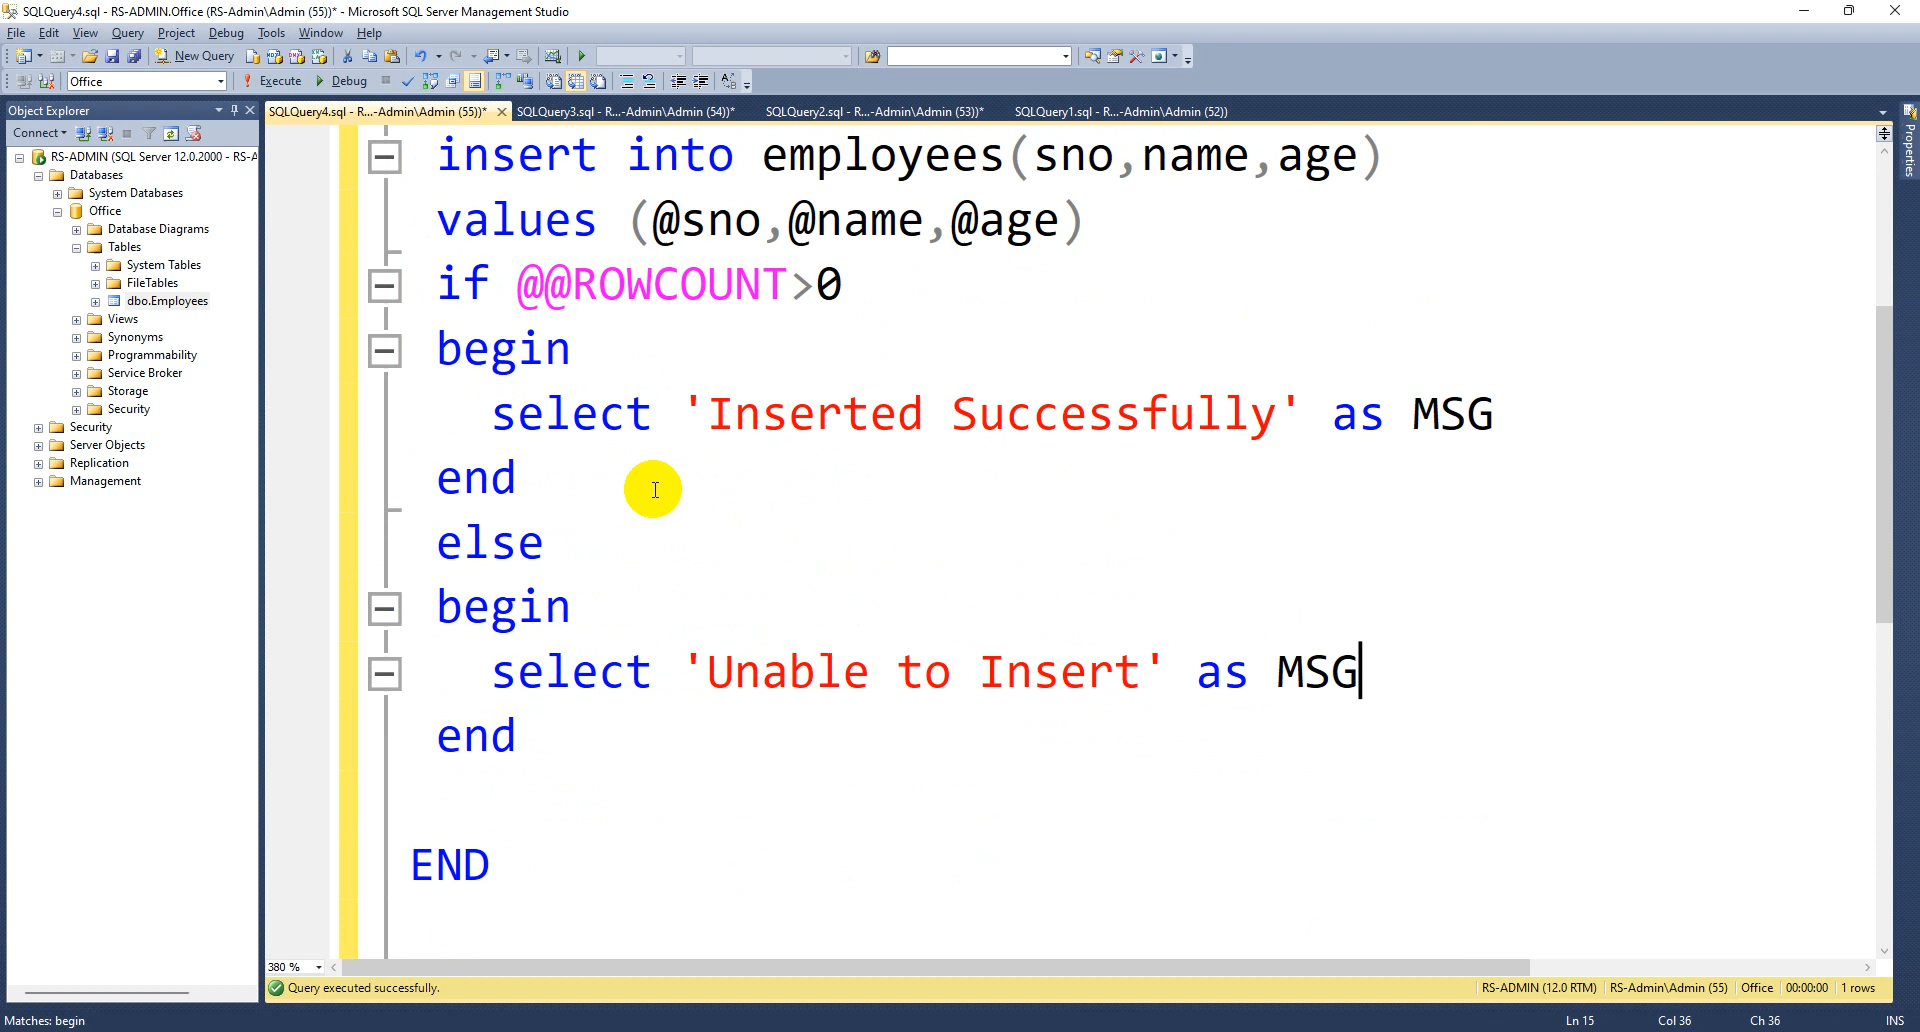 SQLQuery4.sql - RS-ADMIN.Office (RS-Admin\Admin (55))* - Microsoft SQL Server Management Studio
File Edit View Query Project Debug Tools Window Help
New Query
Office Execute Debug
Object Explorer
Connect
RS-ADMIN (SQL Server 12.0.2000 - RS-A
Databases
System Databases
Office
Database Diagrams
Tables
System Tables
FileTables
dbo.Employees
Views
Synonyms
Programmability
Service Broker
Storage
Security
Security
Server Objects
Replication
Management
SQLQuery4.sql - R...-Admin\Admin (55))* SQLQuery3.sql - R...-Admin\Admin (54))* SQLQuery2.sql - R...-Admin\Admin (53))* SQLQuery1.sql - R...-Admin\Admin (52))
insert into employees(sno,name,age)
values (@sno,@name,@age)
if @@ROWCOUNT>0
begin
select 'Inserted Successfully' as MSG
end
else
begin
select 'Unable to Insert' as MSG
end
END
380 %
Query executed successfully. RS-ADMIN (12.0 RTM) RS-Admin\Admin (55) Office 00:00:00 1 rows
Matches: begin Ln 15 Col 36 Ch 36 INS
Properties